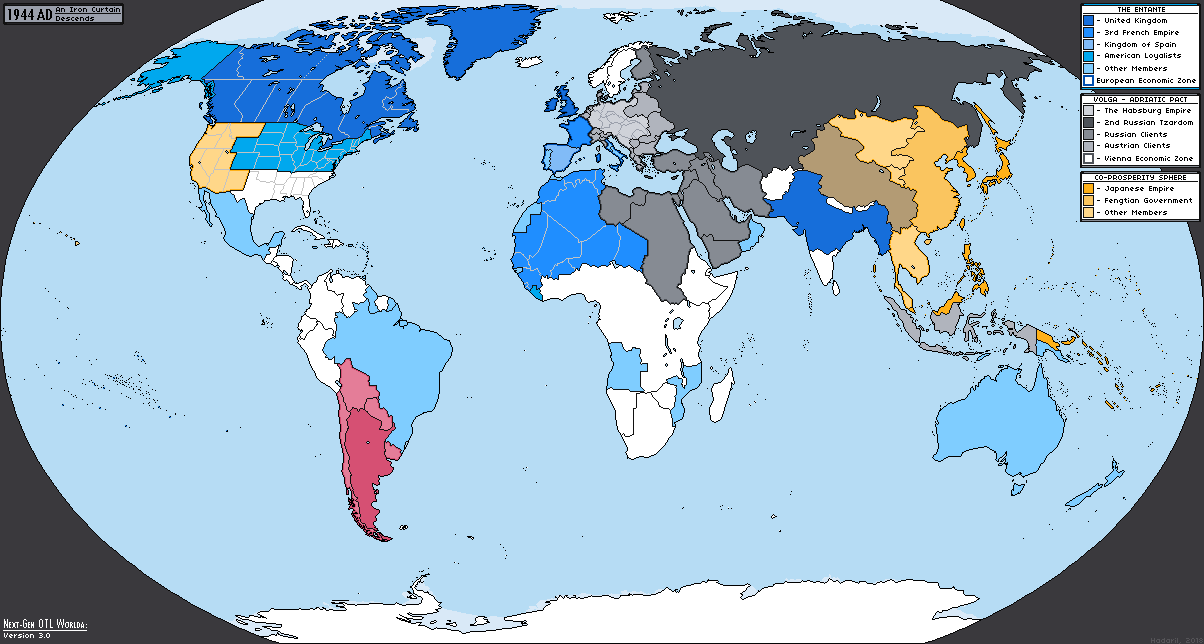 1944 AD An Iron Curtain
Descends
THE ENTANTE
- United Kingdom
- 3rd French Empire
- Kingdom of Spain
- American Loyalists
- Other Members
European Economic Zone
VOLGA - ADRIATIC PACT
- The Habsburg Empire
- 2nd Russian Tzardom
- Russian Clients
- Austrian Clients
- Vienna Economic Zone
CO-PROSPERITY SPHERE
- Japanese Empire
- Fengtian Government
- Other Members
Next-Gen OTL Worlda:
Version 3.0